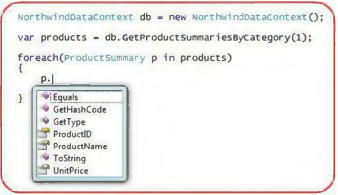 NorthwindDataContext db = new NorthwindDataContext();
var products = db.GetProductSummariesByCategory(1);
foreach(ProductSummary p in products)
{
p.
}
Equals
GetHashCode
GetType
ProductID
ProductName
ToString
UnitPrice